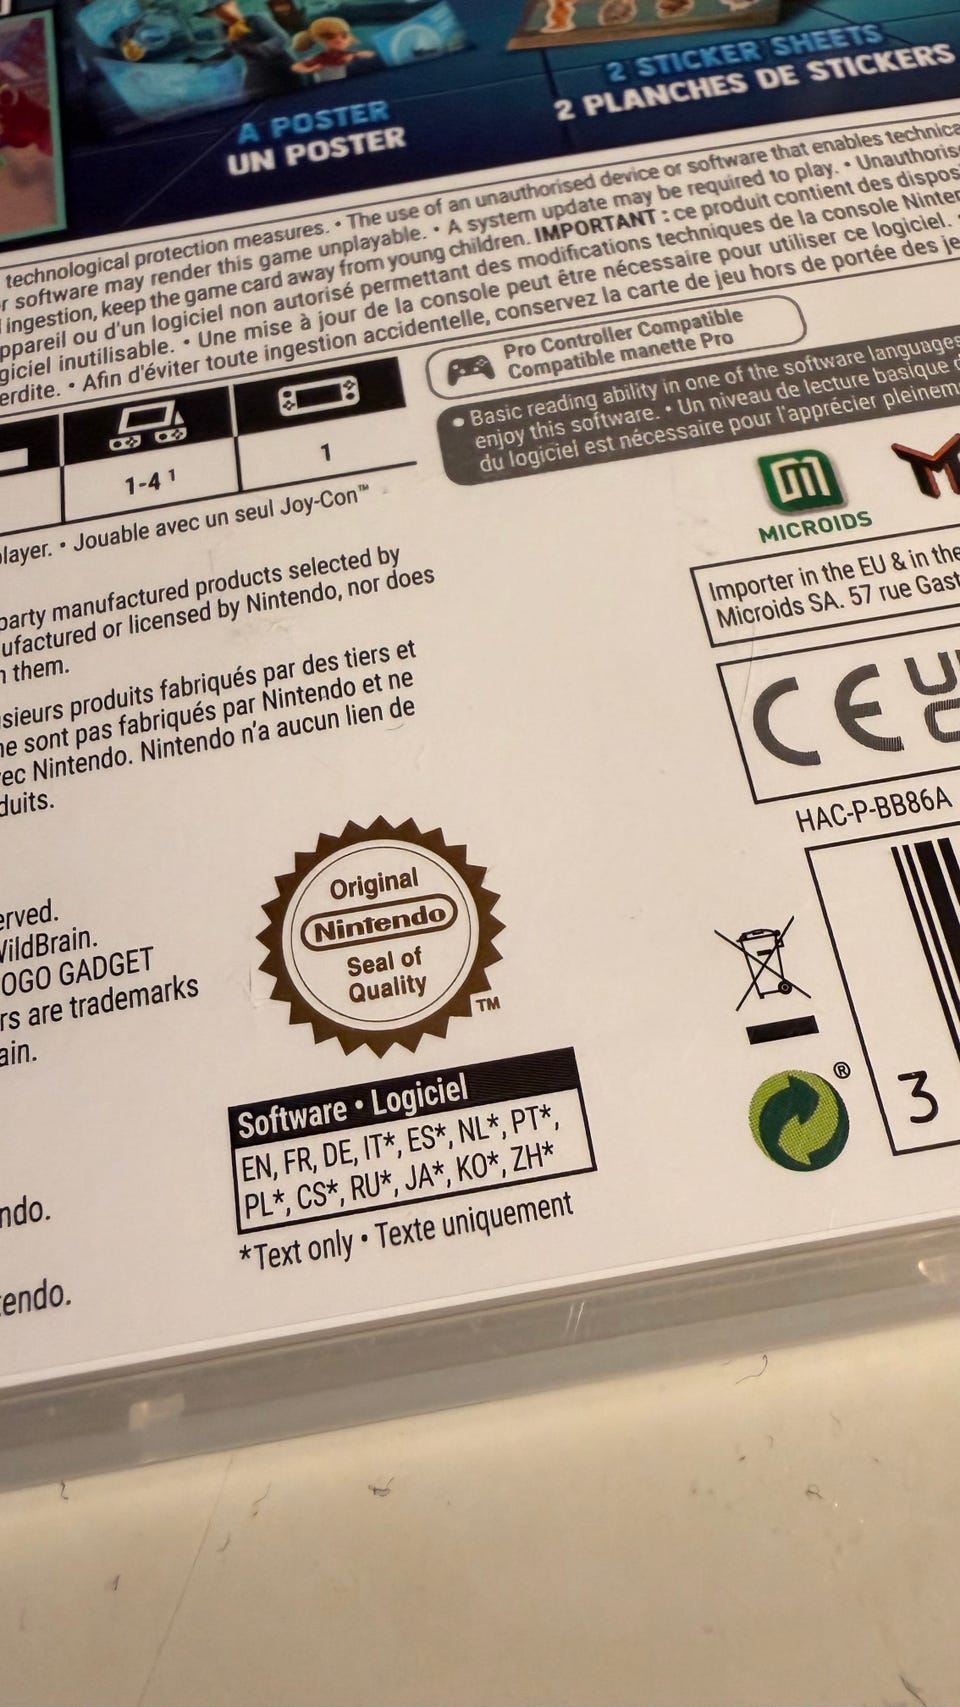 A POSTER
UN POSTER
2 STICKER SHEETS
2 PLANCHES DE STICKERS
technological protection measures. • The use of an unauthorised device or software that enables technica
r software may render this game unplayable. • A system update may be required to play. • Unauthoris
ingestion, keep the game card away from young children. IMPORTANT : ce produit contient des dispos
ppareil ou d'un logiciel non autorisé permettant des modifications techniques de la console Ninten
giciel inutilisable. • Une mise à jour de la console peut être nécessaire pour utiliser ce logiciel. •
erdite. • Afin d'éviter toute ingestion accidentelle, conservez la carte de jeu hors de portée des je
Pro Controller Compatible
Compatible manette Pro
• Basic reading ability in one of the software languages
enjoy this software. • Un niveau de lecture basique d
du logiciel est nécessaire pour l'apprécier pleinem
1-4 ¹
1
layer. • Jouable avec un seul Joy-Con™
MICROIDS
Importer in the EU & in the
Microids SA. 57 rue Gast
party manufactured products selected by
ufactured or licensed by Nintendo, nor does
n them.
sieurs produits fabriqués par des tiers et
ne sont pas fabriqués par Nintendo et ne
ec Nintendo. Nintendo n'a aucun lien de
duits.
CE
HAC-P-BB86A
Original
Nintendo
Seal of
Quality
TM
erved.
WildBrain.
OGO GADGET
rs are trademarks
ain.
®
3
Software • Logiciel
EN, FR, DE, IT*, ES*, NL*, PT*,
PL*, CS*, RU*, JA*, KO*, ZH*
*Text only • Texte uniquement
ndo.
tendo.